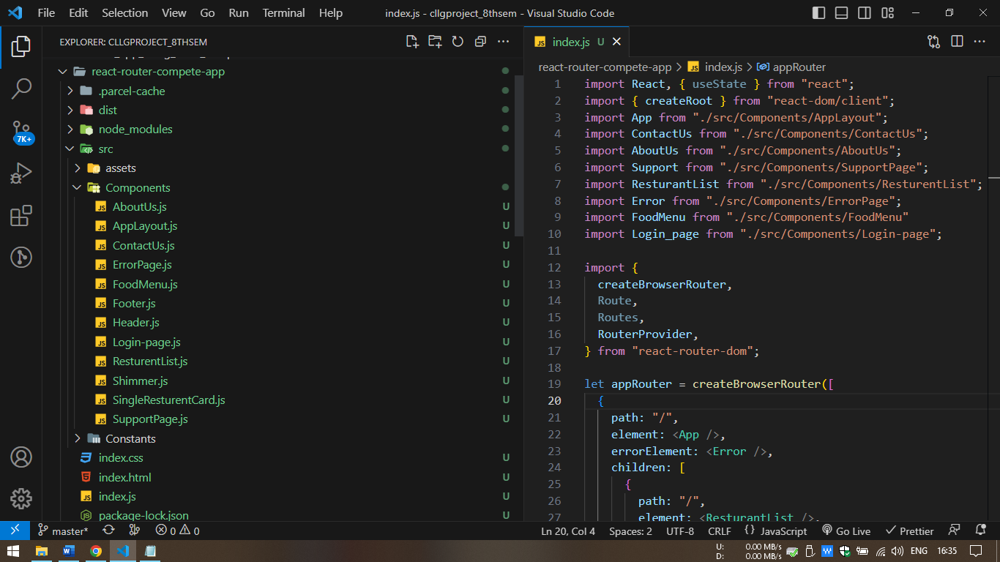 File Edit Selection View Go Run Terminal Help index.js - cllgproject_8thsem - Visual Studio Code
EXPLORER: CLLGPROJECT_8THSEM
react-router-compete-app
.parcel-cache
dist
node_modules
src
assets
Components
AboutUs.js U
AppLayout.js U
ContactUs.js U
ErrorPage.js U
FoodMenu.js U
Footer.js U
Header.js U
Login-page.js U
ResturentList.js U
Shimmer.js U
SingleResturentCard.js U
SupportPage.js U
Constants
index.css U
index.html U
index.js U
package-lock.json U
7K+
index.js U
react-router-compete-app > index.js > appRouter
1 import React, { useState } from "react";
2 import { createRoot } from "react-dom/client";
3 import App from "./src/Components/AppLayout";
4 import ContactUs from "./src/Components/ContactUs";
5 import AboutUs from "./src/Components/AboutUs";
6 import Support from "./src/Components/SupportPage";
7 import ResturantList from "./src/Components/ResturentList";
8 import Error from "./src/Components/ErrorPage";
9 import FoodMenu from "./src/Components/FoodMenu"
10 import Login_page from "./src/Components/Login-page";
11
12 import {
13 createBrowserRouter,
14 Route,
15 Routes,
16 RouterProvider,
17 } from "react-router-dom";
18
19 let appRouter = createBrowserRouter([
20 {
21 path: "/",
22 element: <App />,
23 errorElement: <Error />,
24 children: [
25 {
26 path: "/",
27 element: <ResturantList />,
master* 0 0 Ln 20, Col 4 Spaces: 2 UTF-8 CRLF {} JavaScript Go Live Prettier
U: 0.00 MB/s
D: 0.00 MB/s
ENG 16:35